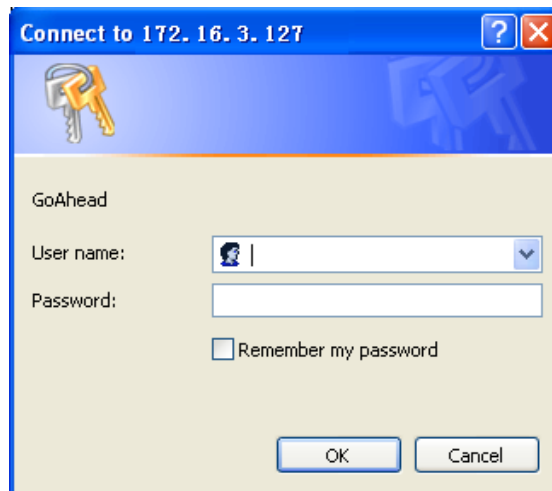 Connect to 172.16.3.127
?
GoAhead
User name:
Password:
Remember my password
OK
Cancel